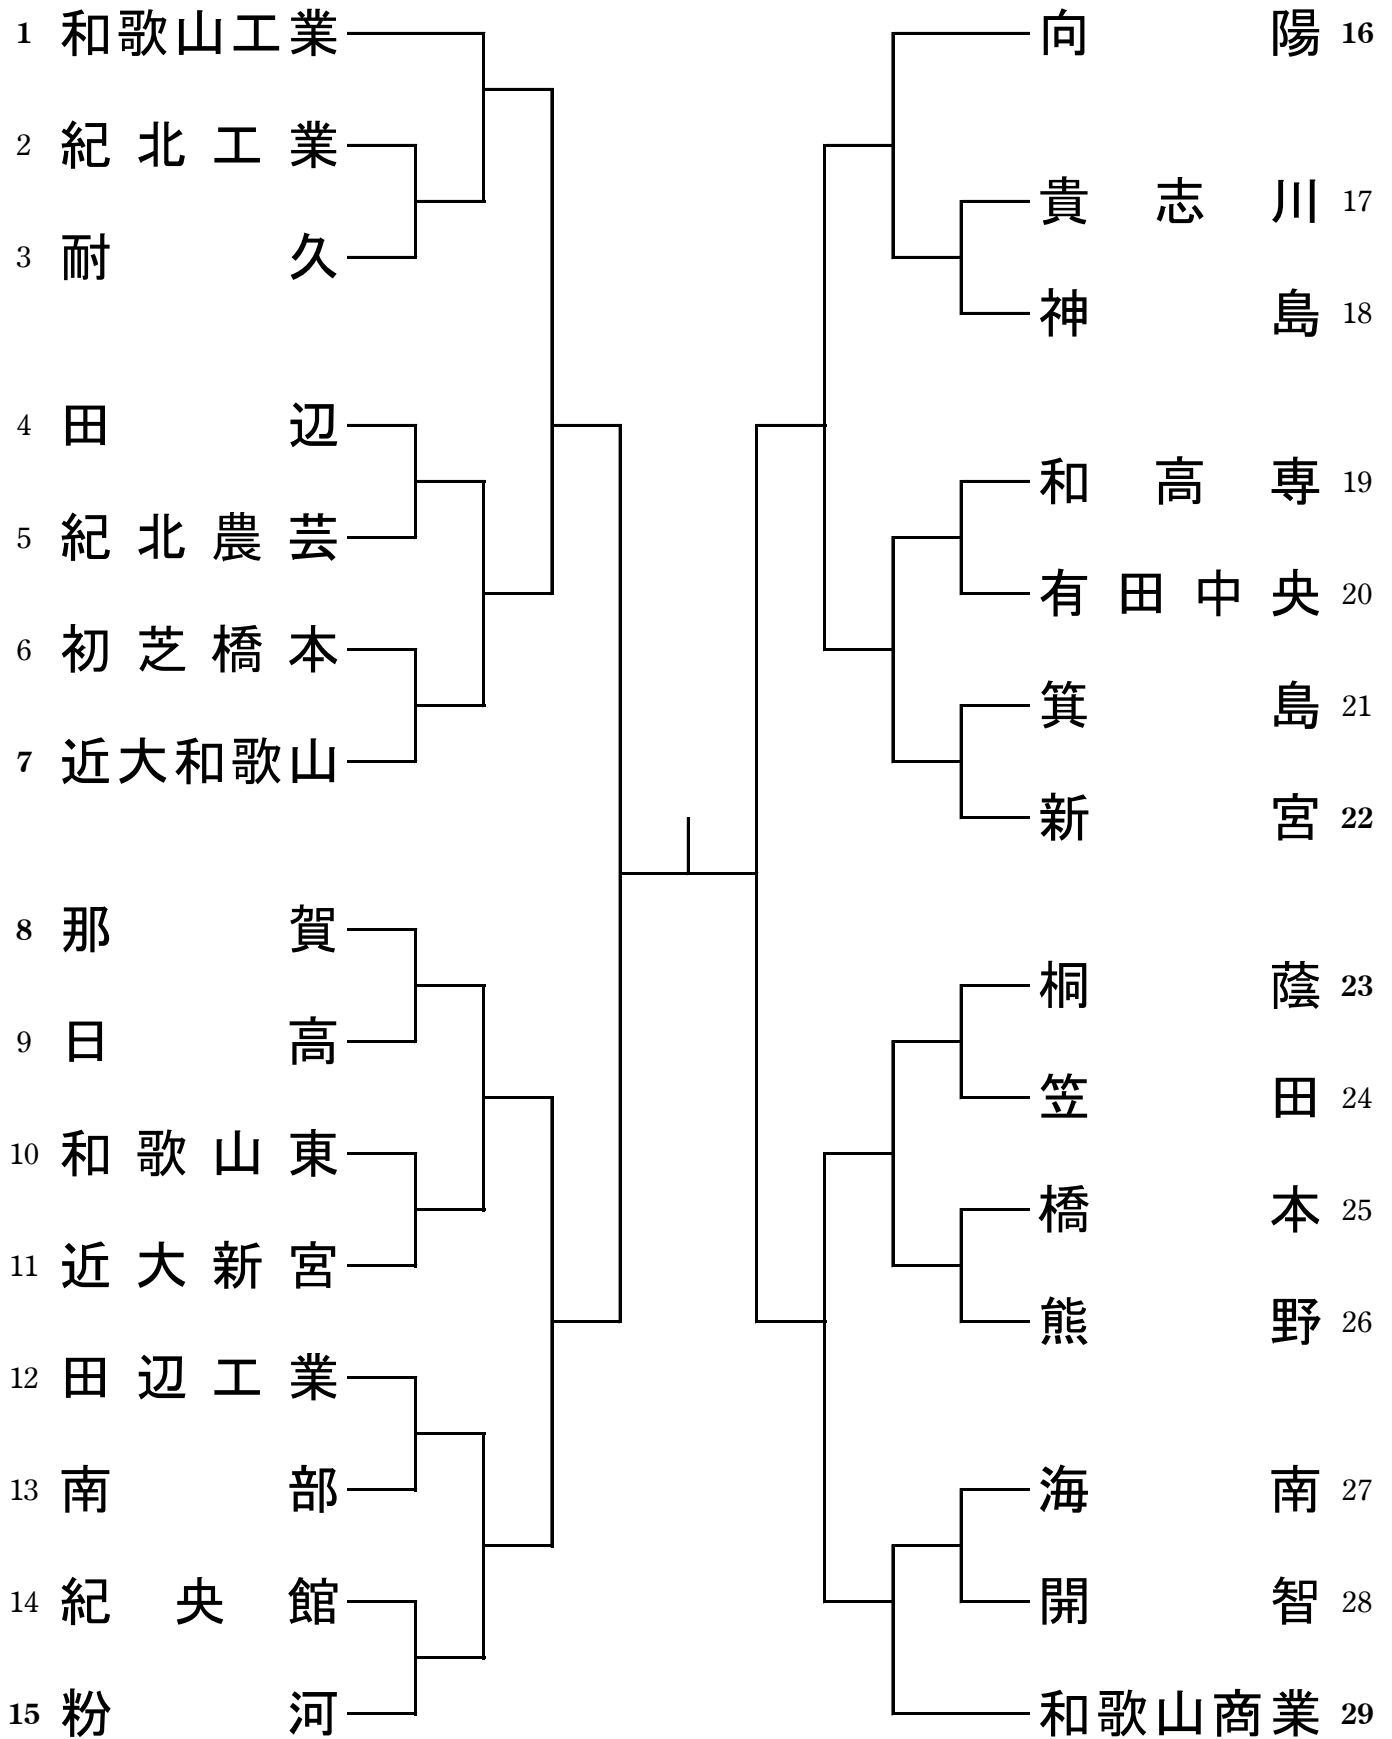 1 和歌山工業
2 紀北工業
3 耐久
4 田辺
5 紀北農芸
6 初芝橋本
7 近大和歌山
8 那賀
9 日高
10 和歌山東
11 近大新宮
12 田辺工業
13 南部
14 紀央館
15 粉河
向陽 16
貴志川 17
神島 18
和高専 19
有田中央 20
箕島 21
新宮 22
桐蔭 23
笠田 24
橋本 25
熊野 26
海南 27
開智 28
和歌山商業 29